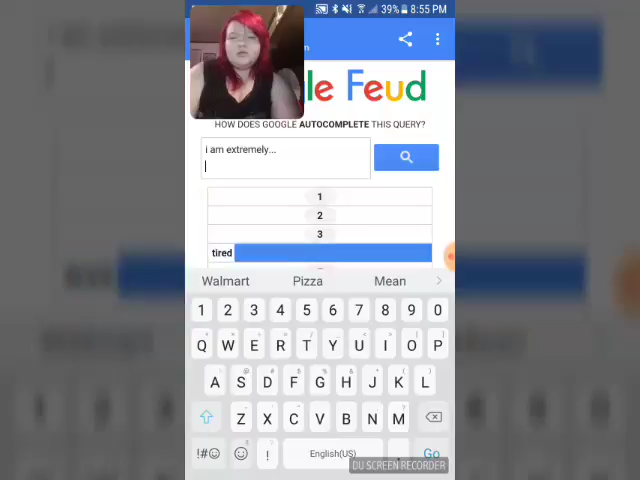 39% 8:55 PM
n
le Feud
HOW DOES GOOGLE AUTOCOMPLETE THIS QUERY?
i am extremely...
1
2
3
tired
Walmart Pizza Mean
1 2 3 4 5 6 7 8 9 0
Q W E R T Y U I O P
A S D F G H J K L
Z X C V B N M
!#☺ ! English(US) . Go
DU SCREEN RECORDER